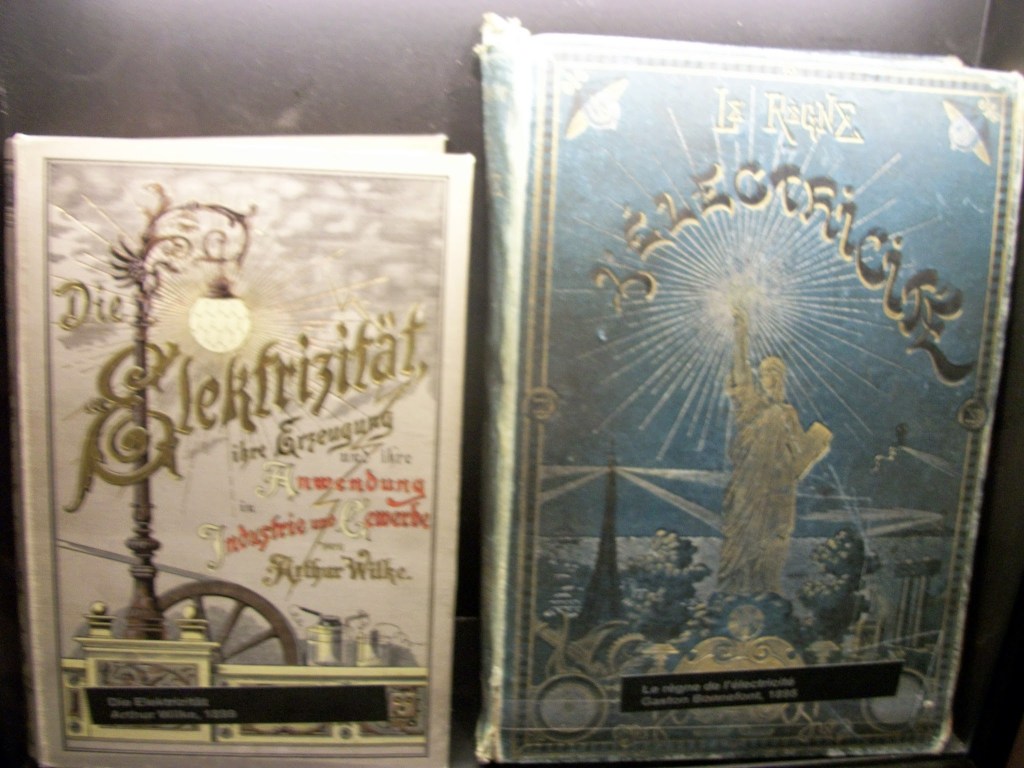 Die
Elektrizität,
ihre Erzeugung
und ihre
Anwendung
in
Industrie und Gewerbe
von
Arthur Wilke.
Die Elektrizität
Arthur Wilke,
LE RÈGNE
DE
L'ÉLECTRICITÉ
Le règne de l'électricité
Gaston Bonnefont, 1895